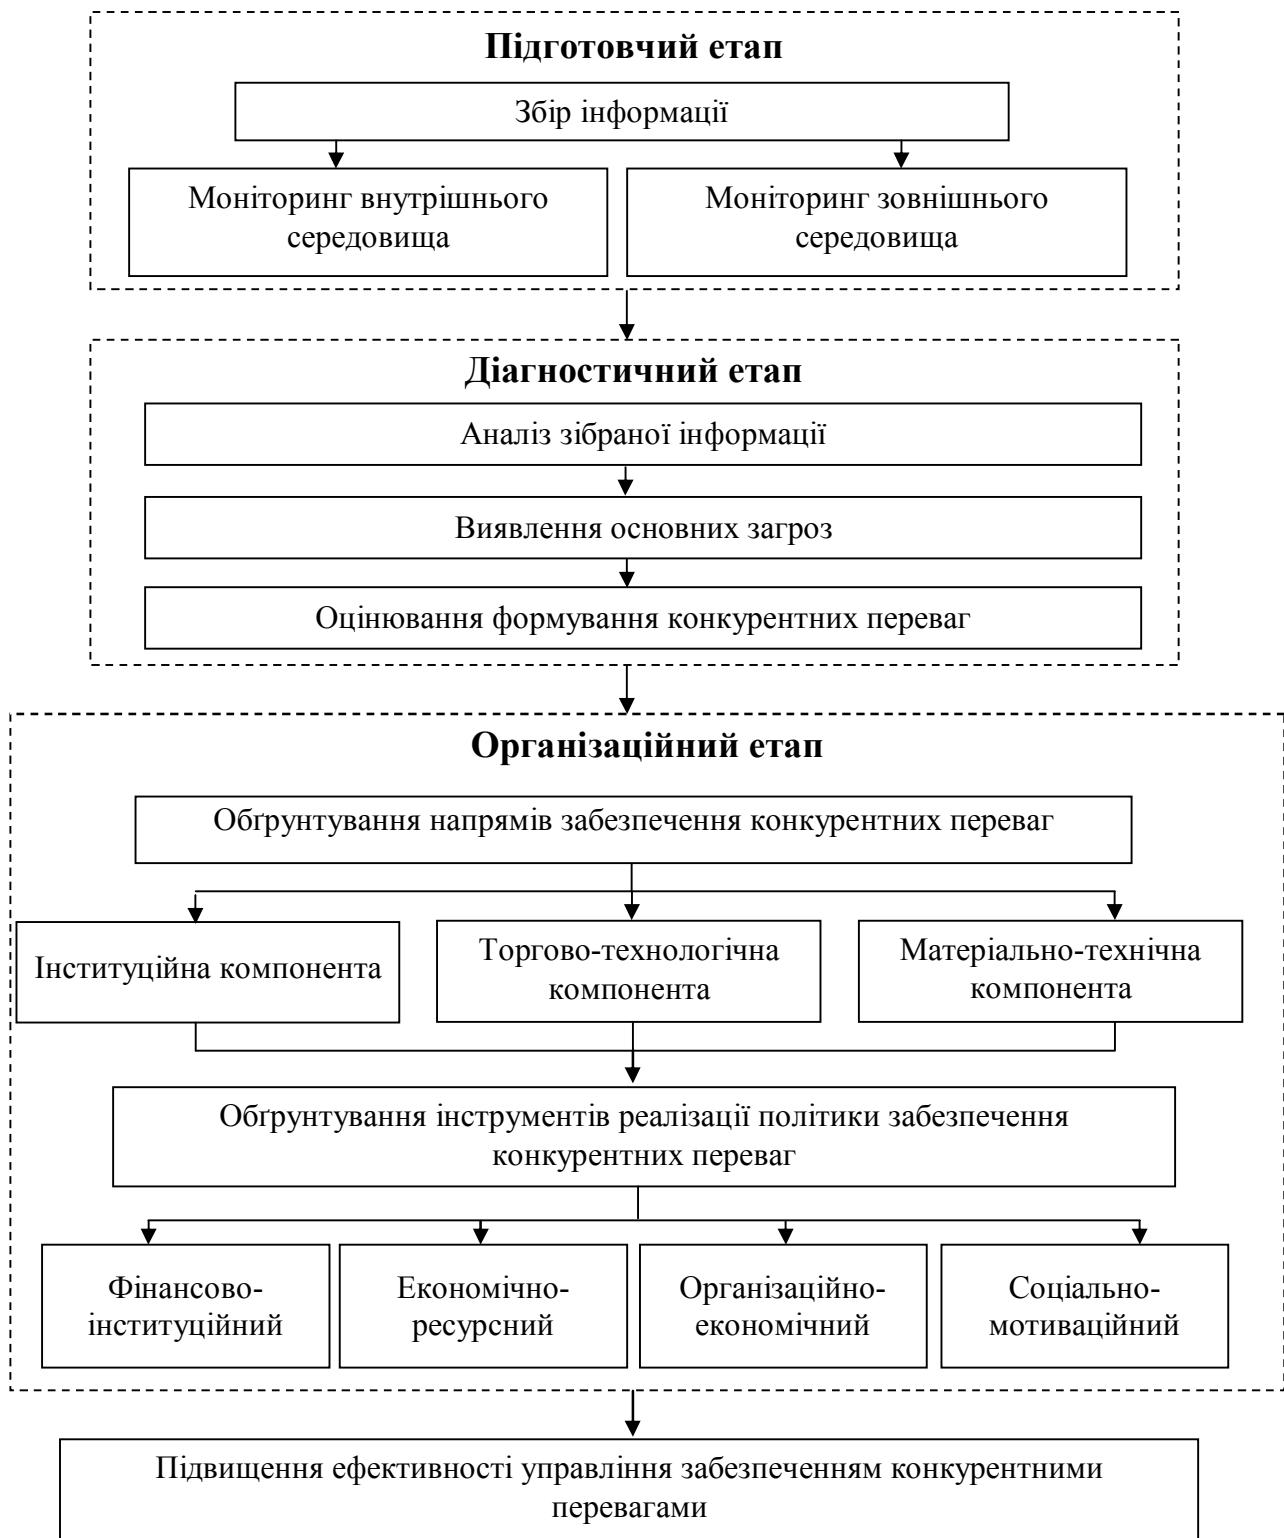 Підготовчий етап
Збір інформації
Моніторинг внутрішнього
середовища
Моніторинг зовнішнього
середовища
Діагностичний етап
Аналіз зібраної інформації
Виявлення основних загроз
Оцінювання формування конкурентних переваг
Організаційний етап
Обґрунтування напрямів забезпечення конкурентних переваг
Інституційна компонента
Торгово-технологічна
компонента
Матеріально-технічна
компонента
Обґрунтування інструментів реалізації політики забезпечення
конкурентних переваг
Фінансово-
інституційний
Економічно-
ресурсний
Організаційно-
економічний
Соціально-
мотиваційний
Підвищення ефективності управління забезпеченням конкурентними
перевагами